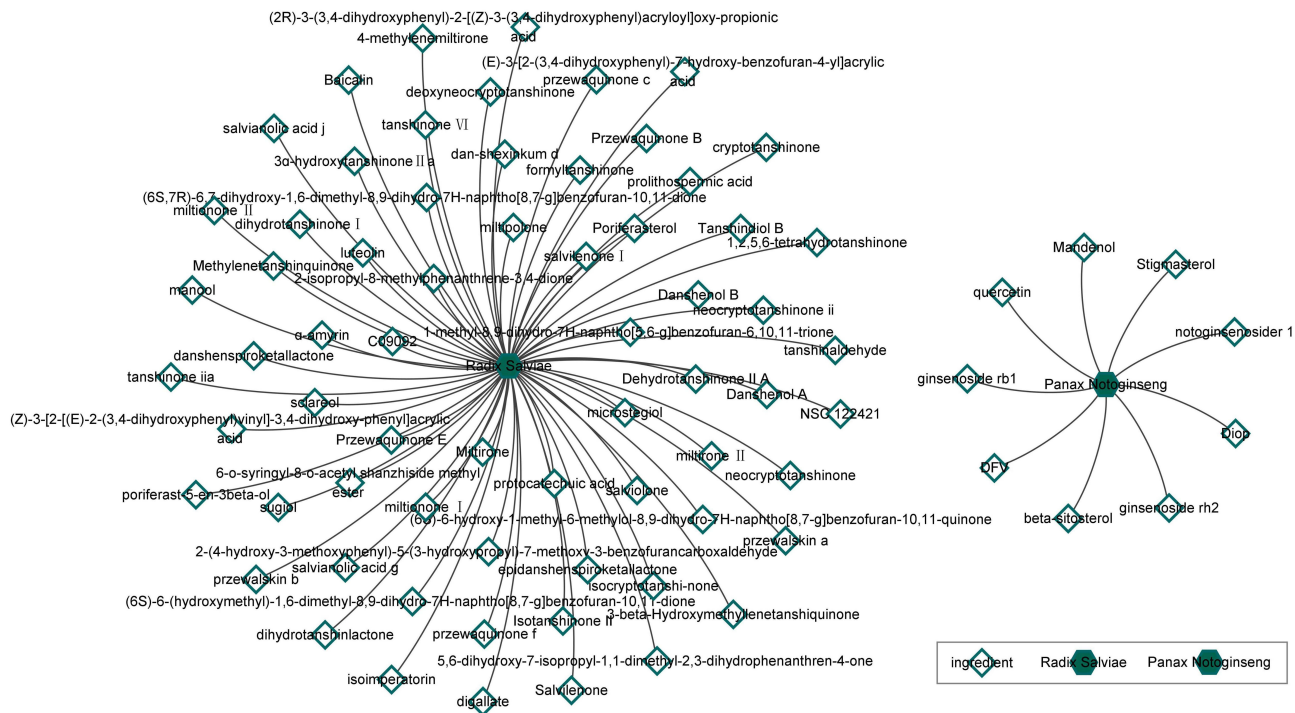 (2R)-3-(3,4-dihydroxyphenyl)-2-[(Z)-3-(3,4-dihydroxyphenyl)acryloyl]oxy-propionic
acid
4-methylenemiltirone
(E)-3-[2-(3,4-dihydroxyphenyl)-7-hydroxy-benzofuran-4-yl]acrylic
acid
Baicalin
przewaquinone c
deoxyneocryptotanshinone
salvianolic acid j
tanshinone VI
Przewaquinone B
cryptotanshinone
3α-hydroxytanshinone II a
dan-shexinkum d
formyltanshinone
prolithospermic acid
(6S,7R)-6,7-dihydroxy-1,6-dimethyl-8,9-dihydro-7H-naphtho[8,7-g]benzofuran-10,11-dione
miltionone II
dihydrotanshinone I
miltipolone
Poriferasterol
Tanshindiol B
1,2,5,6-tetrahydrotanshinone
luteolin
salvilenone I
Methylenetanshinquinone
2-isopropyl-8-methylphenanthrene-3,4-dione
manool
Danshenol B
neocryptotanshinone ii
α-amyrin
C09092
1-methyl-8,9-dihydro-7H-naphtho[5,6-g]benzofuran-6,10,11-trione
tanshinaldehyde
danshenspiroketallactone
Radix Salviae
tanshinone iia
Dehydrotanshinone II A
Danshenol A
NSC 122421
sclareol
microstegiol
(Z)-3-[2-[(E)-2-(3,4-dihydroxyphenyl)vinyl]-3,4-dihydroxy-phenyl]acrylic
acid
Przewaquinone E
Miltirone
miltirone II
6-o-syringyl-8-o-acetyl shanzhiside methyl
ester
protocatechuic acid
neocryptotanshinone
poriferast-5-en-3beta-ol
sugiol
miltionone I
salviolone
(6S)-6-hydroxy-1-methyl-6-methylol-8,9-dihydro-7H-naphtho[8,7-g]benzofuran-10,11-quinone
przewalskin a
2-(4-hydroxy-3-methoxyphenyl)-5-(3-hydroxypropyl)-7-methoxy-3-benzofurancarboxaldehyde
salvianolic acid g
epidanshenspiroketallactone
przewalskin b
isocryptotanshi-none
(6S)-6-(hydroxymethyl)-1,6-dimethyl-8,9-dihydro-7H-naphtho[8,7-g]benzofuran-10,11-dione
3-beta-Hydroxymethyllenetanshiquinone
Isotanshinone II
dihydrotanshinlactone
przewaquinone f
5,6-dihydroxy-7-isopropyl-1,1-dimethyl-2,3-dihydrophenanthren-4-one
isoimperatorin
Salvilenone
digallate
Mandenol
Stigmasterol
quercetin
notoginsenosider 1
ginsenoside rb1
Panax Notoginseng
Diop
DFV
beta-sitosterol
ginsenoside rh2
ingredient
Radix Salviae
Panax Notoginseng